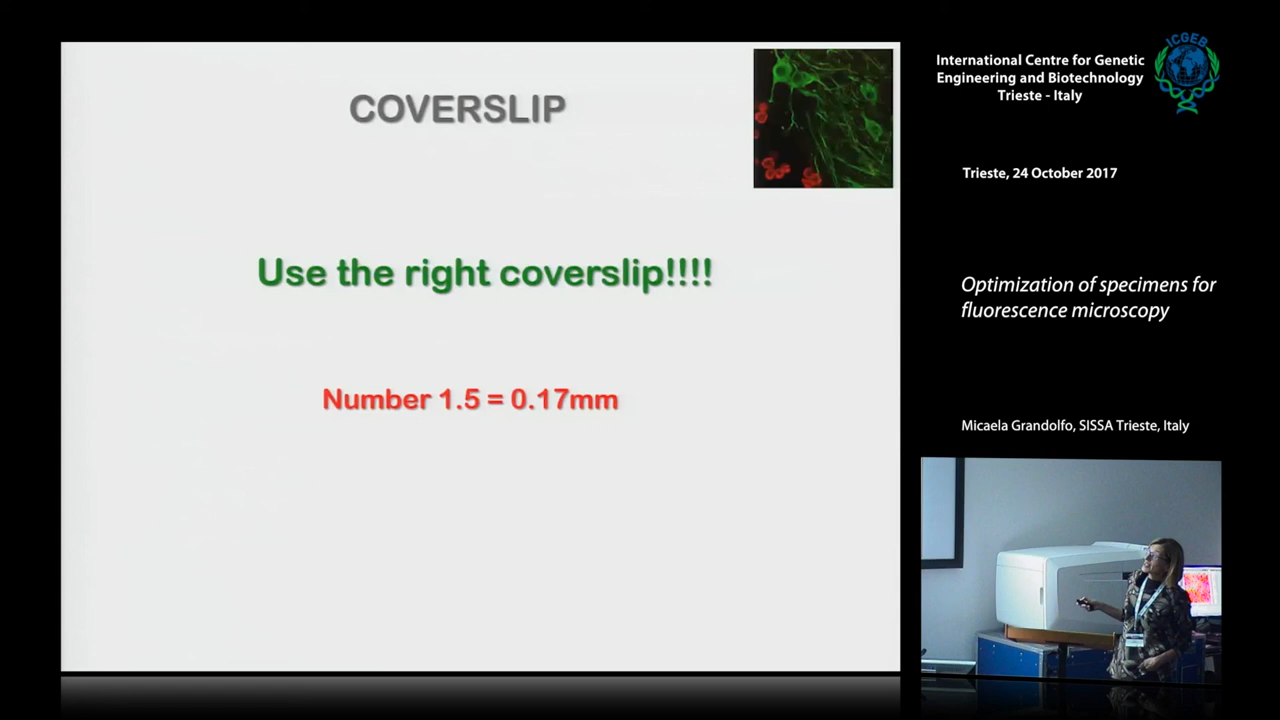 COVERSLIP
Use the right coverslip!!!!
Number 1.5 = 0.17mm
ICGEB
International Centre for Genetic
Engineering and Biotechnology
Trieste - Italy
Trieste, 24 October 2017
Optimization of specimens for
fluorescence microscopy
Micaela Grandolfo, SISSA Trieste, Italy